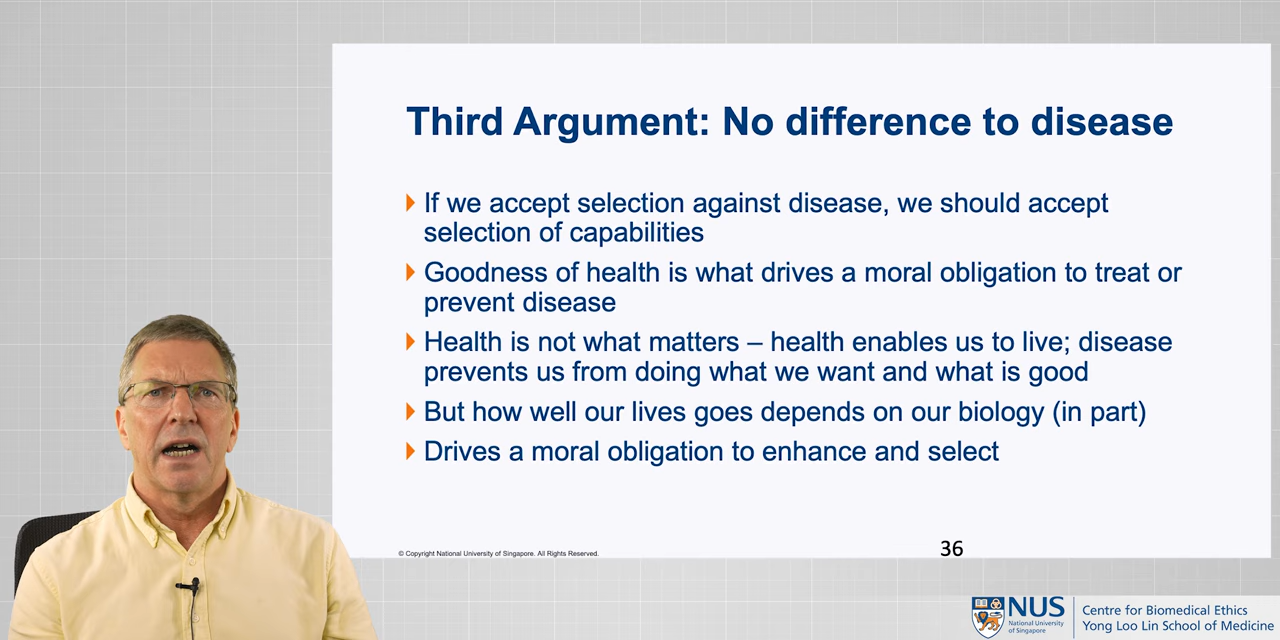 Third Argument: No difference to disease
If we accept selection against disease, we should accept
selection of capabilities
Goodness of health is what drives a moral obligation to treat or
prevent disease
Health is not what matters – health enables us to live; disease
prevents us from doing what we want and what is good
But how well our lives goes depends on our biology (in part)
Drives a moral obligation to enhance and select
© Copyright National University of Singapore. All Rights Reserved.
36
NUS
National University
of Singapore
Centre for Biomedical Ethics
Yong Loo Lin School of Medicine